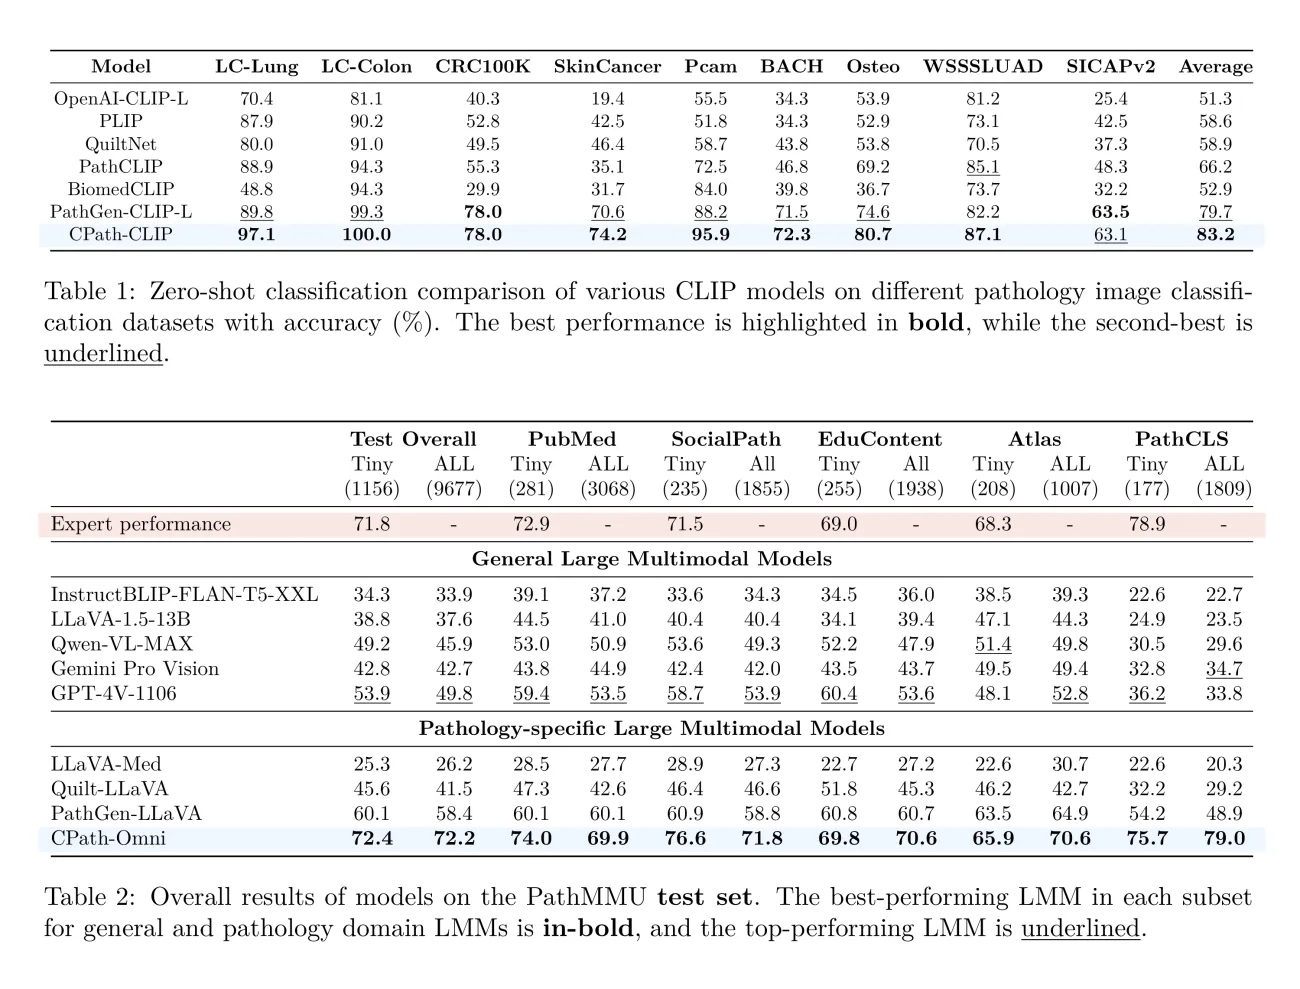 Model LC-Lung LC-Colon CRC100K SkinCancer Pcam BACH Osteo WSSSLUAD SICAPv2 Average
OpenAI-CLIP-L 70.4 81.1 40.3 19.4 55.5 34.3 53.9 81.2 25.4 51.3
PLIP 87.9 90.2 52.8 42.5 51.8 34.3 52.9 73.1 42.5 58.6
QuiltNet 80.0 91.0 49.5 46.4 58.7 43.8 53.8 70.5 37.3 58.9
PathCLIP 88.9 94.3 55.3 35.1 72.5 46.8 69.2 85.1 48.3 66.2
BiomedCLIP 48.8 94.3 29.9 31.7 84.0 39.8 36.7 73.7 32.2 52.9
PathGen-CLIP-L 89.8 99.3 78.0 70.6 88.2 71.5 74.6 82.2 63.5 79.7
CPath-CLIP 97.1 100.0 78.0 74.2 95.9 72.3 80.7 87.1 63.1 83.2
Table 1: Zero-shot classification comparison of various CLIP models on different pathology image classifi-
cation datasets with accuracy (%). The best performance is highlighted in bold, while the second-best is
underlined.
Test Overall PubMed SocialPath EduContent Atlas PathCLS
Tiny ALL Tiny ALL Tiny All Tiny All Tiny ALL Tiny ALL
(1156) (9677) (281) (3068) (235) (1855) (255) (1938) (208) (1007) (177) (1809)
Expert performance 71.8 - 72.9 - 71.5 - 69.0 - 68.3 - 78.9 -
General Large Multimodal Models
InstructBLIP-FLAN-T5-XXL 34.3 33.9 39.1 37.2 33.6 34.3 34.5 36.0 38.5 39.3 22.6 22.7
LLaVA-1.5-13B 38.8 37.6 44.5 41.0 40.4 40.4 34.1 39.4 47.1 44.3 24.9 23.5
Qwen-VL-MAX 49.2 45.9 53.0 50.9 53.6 49.3 52.2 47.9 51.4 49.8 30.5 29.6
Gemini Pro Vision 42.8 42.7 43.8 44.9 42.4 42.0 43.5 43.7 49.5 49.4 32.8 34.7
GPT-4V-1106 53.9 49.8 59.4 53.5 58.7 53.9 60.4 53.6 48.1 52.8 36.2 33.8
Pathology-specific Large Multimodal Models
LLaVA-Med 25.3 26.2 28.5 27.7 28.9 27.3 22.7 27.2 22.6 30.7 22.6 20.3
Quilt-LLaVA 45.6 41.5 47.3 42.6 46.4 46.6 51.8 45.3 46.2 42.7 32.2 29.2
PathGen-LLaVA 60.1 58.4 60.1 60.1 60.9 58.8 60.8 60.7 63.5 64.9 54.2 48.9
CPath-Omni 72.4 72.2 74.0 69.9 76.6 71.8 69.8 70.6 65.9 70.6 75.7 79.0
Table 2: Overall results of models on the PathMMU test set. The best-performing LMM in each subset
for general and pathology domain LMMs is in-bold, and the top-performing LMM is underlined.